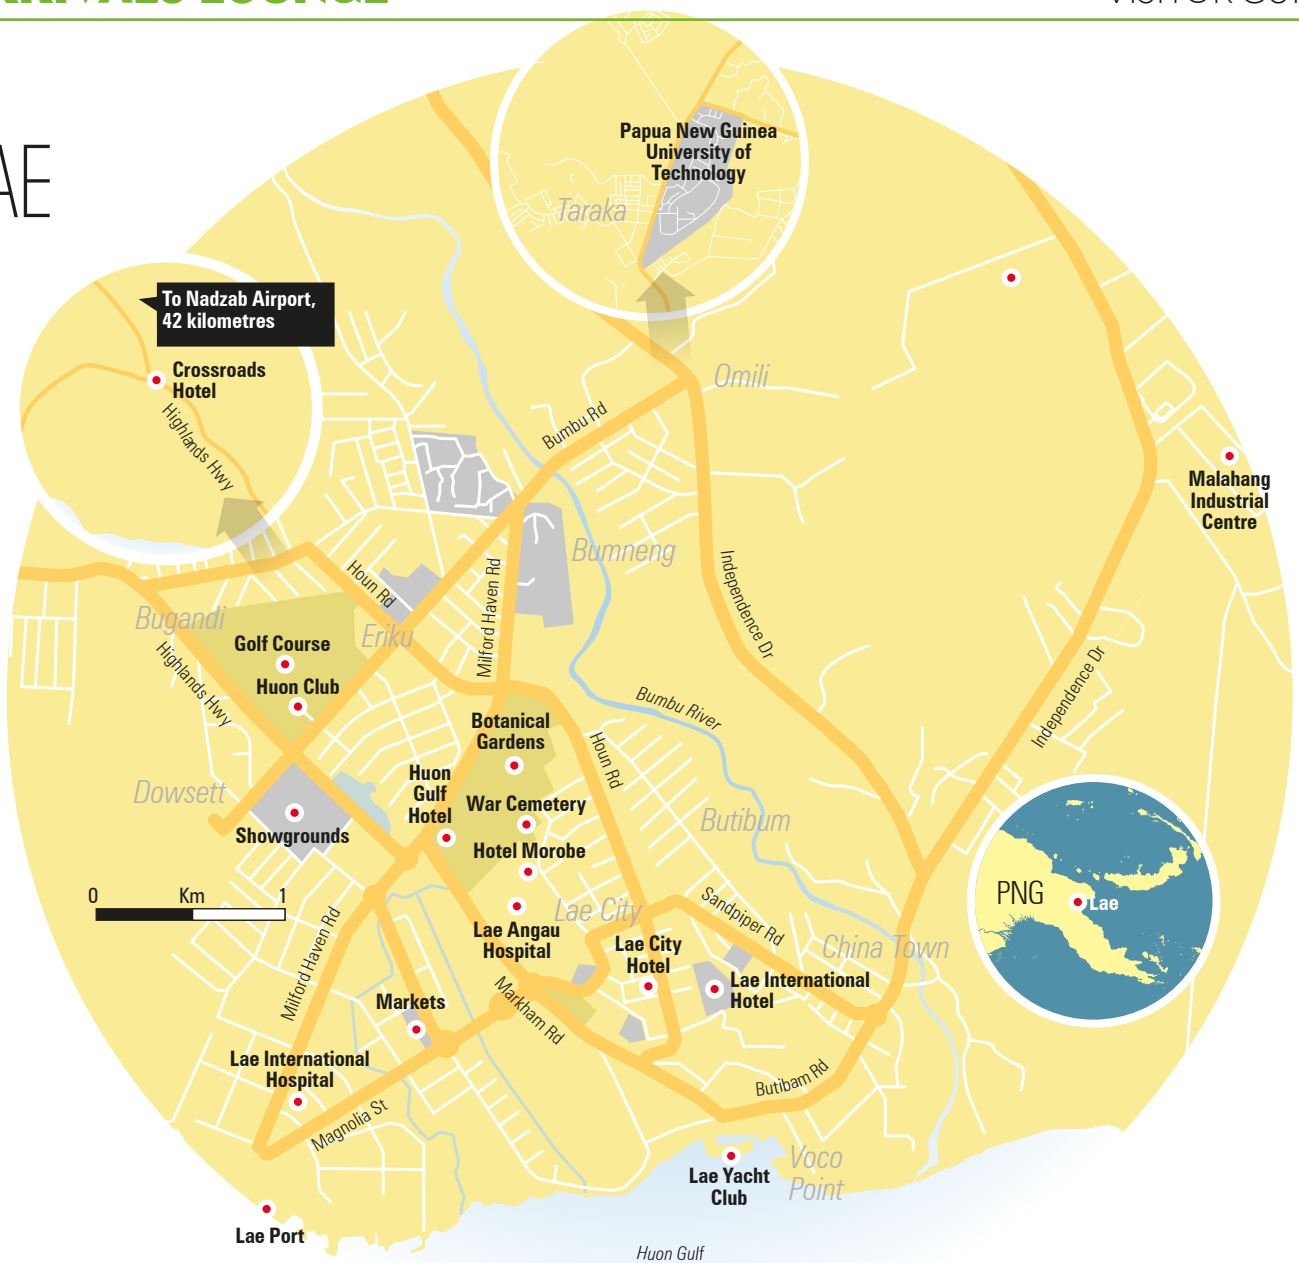 ARRIVALS LOUNGE
Papua New Guinea
University of
Technology
Taraka
To Nadzab Airport,
42 kilometres
Crossroads
Hotel
Highlands Hwy
Omili
Bumbu Rd
Malahang
Industrial
Centre
Bumneng
Independence Dr
Houn Rd
Milford Haven Rd
Bugandi
Eriku
Golf Course
Huon Club
Highlands Hwy
Independence Dr
Bumbu River
Botanical
Gardens
Houn Rd
Huon
Gulf
Hotel
Dowsett
War Cemetery
Butibum
Showgrounds
Hotel Morobe
PNG
Lae
0 Km 1
Sandpiper Rd
Lae City
Lae Angau
Hospital
Lae City
Hotel
China Town
Milford Haven Rd
Lae International
Hotel
Markets
Markham Rd
Lae International
Hospital
Butibam Rd
Magnolia St
Lae Yacht
Club
Voco
Point
Lae Port
Huon Gulf